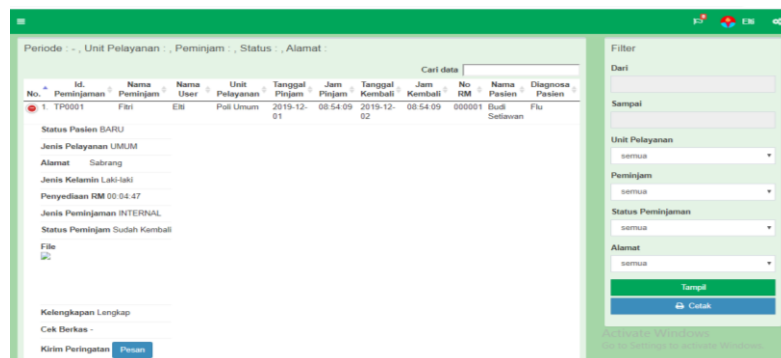 Elti
Periode : - , Unit Pelayanan : , Peminjam : , Status : , Alamat :
Cari data
No. Id. Peminjaman Nama Peminjam Nama User Unit Pelayanan Tanggal Pinjam Jam Pinjam Tanggal Kembali Jam Kembali No RM Nama Pasien Diagnosa Pasien
1. TP0001 Fitri Elti Poli Umum 2019-12-01 08:54:09 2019-12-02 08:54:09 000001 Budi Setiawan Flu
Status Pasien BARU
Jenis Pelayanan UMUM
Alamat Sabrang
Jenis Kelamin Laki-laki
Penyediaan RM 00:04:47
Jenis Peminjaman INTERNAL
Status Peminjam Sudah Kembali
File
Kelengkapan Lengkap
Cek Berkas -
Kirim Peringatan Pesan
Filter
Dari
Sampai
Unit Pelayanan
semua
Peminjam
semua
Status Peminjaman
semua
Alamat
semua
Tampil
Cetak
Activate Windows
Go to Settings to activate Windows.